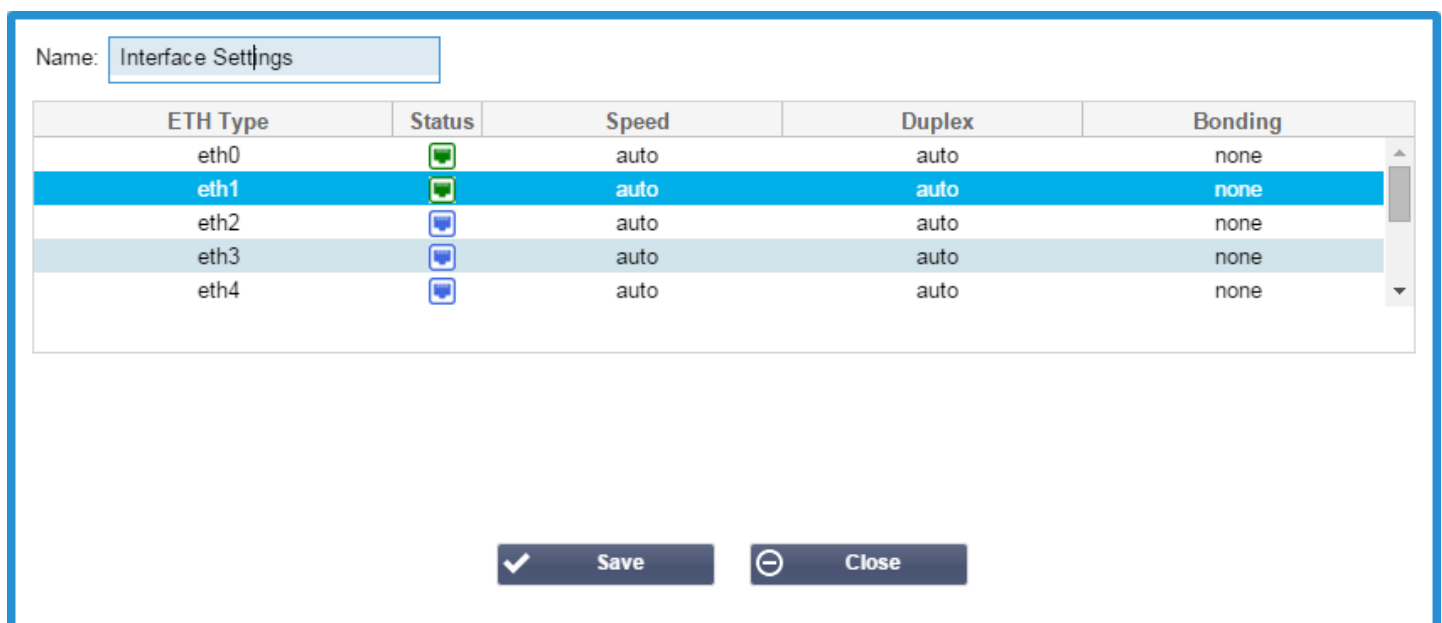 Name: Interface Settings
ETH Type Status Speed Duplex Bonding
eth0 auto auto none
eth1 auto auto none
eth2 auto auto none
eth3 auto auto none
eth4 auto auto none
Save Close